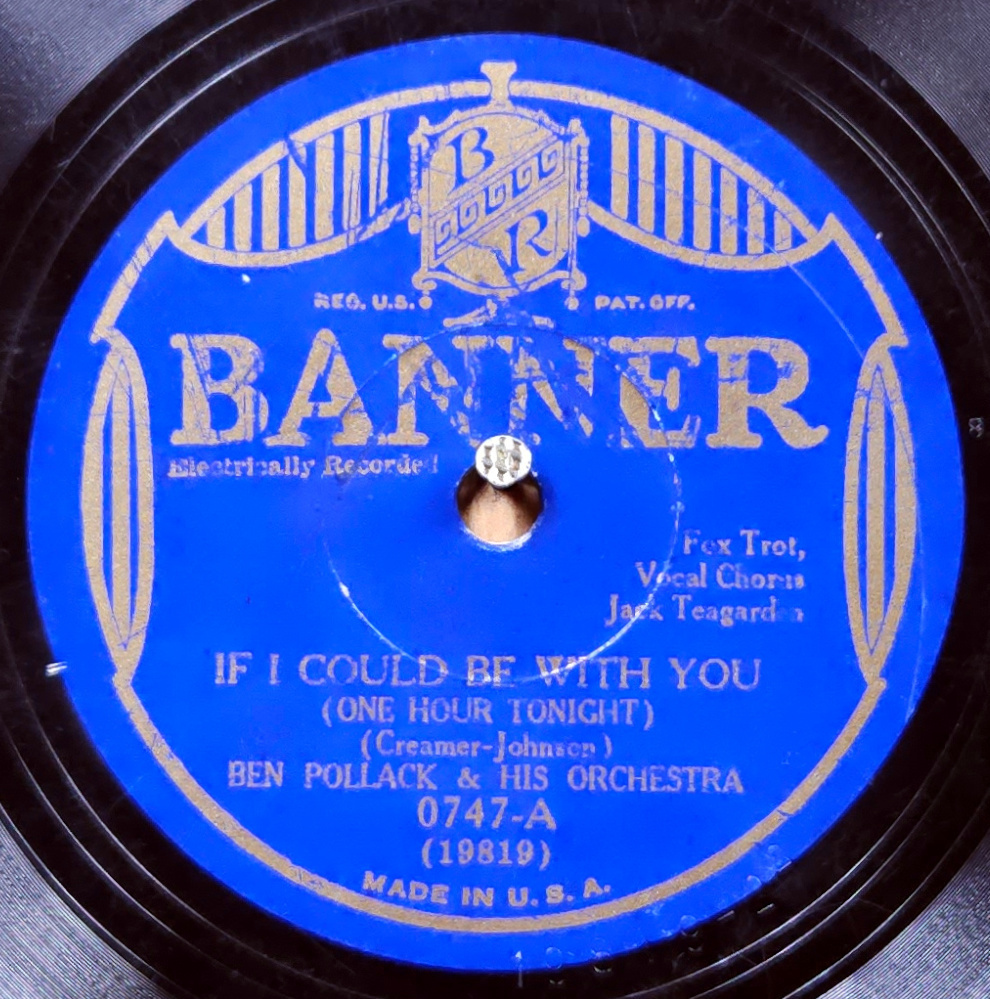 B
R
REG. U.S. PAT. OFF.
BANNER
Electrically Recorded
Fox Trot,
Vocal Chorus
Jack Teagarden
IF I COULD BE WITH YOU
(ONE HOUR TONIGHT)
(Creamer-Johnson)
BEN POLLACK & HIS ORCHESTRA
0747-A
(19819)
MADE IN U. S. A.